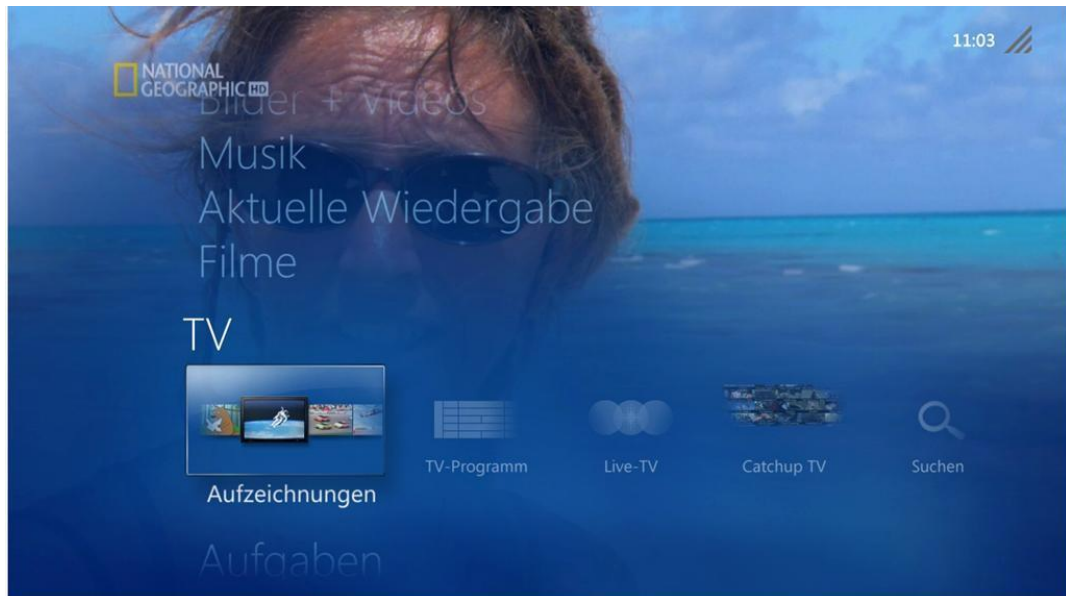 11:03
NATIONAL
GEOGRAPHIC HD
Bilder + Videos
Musik
Aktuelle Wiedergabe
Filme
TV
Aufzeichnungen
TV-Programm
Live-TV
Catchup TV
Suchen
Aufgaben